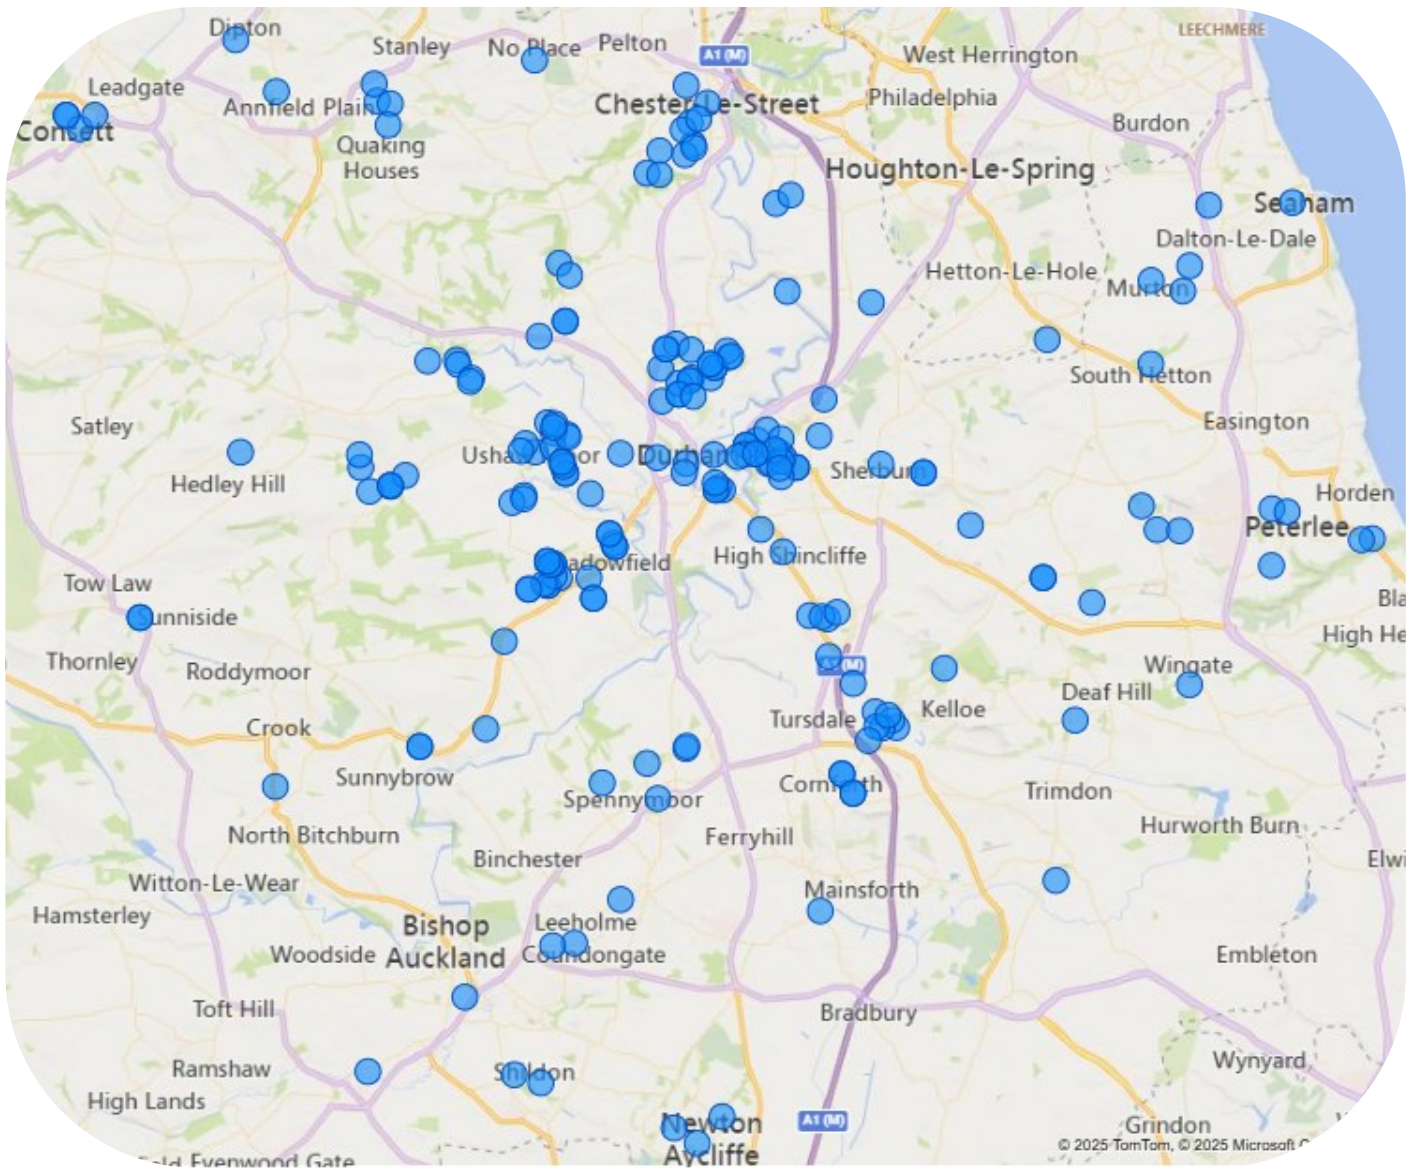 Dipton
Stanley
No Place
Pelton
A1 (M)
LEECHMERE
West Herrington
Leadgate
Annfield Plain
Chester-Le-Street
Philadelphia
Consett
Burdon
Quaking
Houses
Houghton-Le-Spring
Seaham
Dalton-Le-Dale
Hetton-Le-Hole
Murton
South Hetton
Satley
Easington
Durham
Sherburn
Hedley Hill
Horden
Peterlee
High Shincliffe
adowfield
Tow Law
Sunniside
Bla
High He
Thornley
Roddymoor
A1 (M)
Wingate
Deaf Hill
Kelloe
Tursdale
Crook
Sunnybrow
Cornforth
Trimdon
Spennymoor
North Bitchburn
Ferryhill
Hurworth Burn
Binchester
Elwi
Witton-Le-Wear
Mainsforth
Hamsterley
Leeholme
Bishop
Auckland
Woodside
Coundongate
Embleton
Toft Hill
Bradbury
Ramshaw
Shildon
Wynyard
High Lands
Newton
Aycliffe
A1 (M)
Grindon
© 2025 TomTom, © 2025 Microsoft C
Evenwood Gate